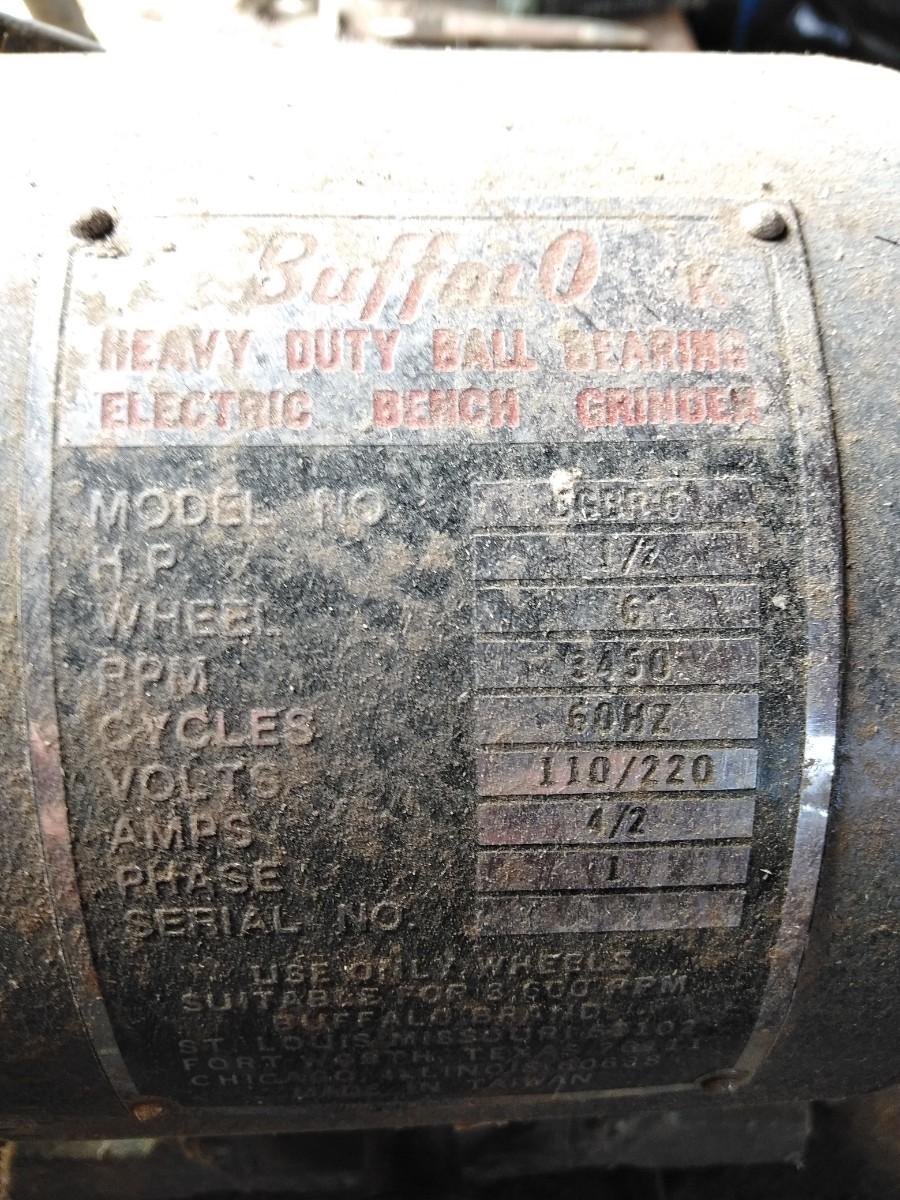 Buffalo K
HEAVY DUTY BALL BEARING
ELECTRIC BENCH GRINDER
MODEL NO
H.P. 1/2
WHEEL 6"
RPM 3450
CYCLES 60HZ
VOLTS 110/220
AMPS 4/2
PHASE 1
SERIAL NO.
USE ONLY WHEELS
SUITABLE FOR 3,600 RPM
BUFFALO BRAND
ST. LOUIS MISSOURI
FORT WORTH, TEXAS
CHICAGO, ILLINOIS
MADE IN TAIWAN